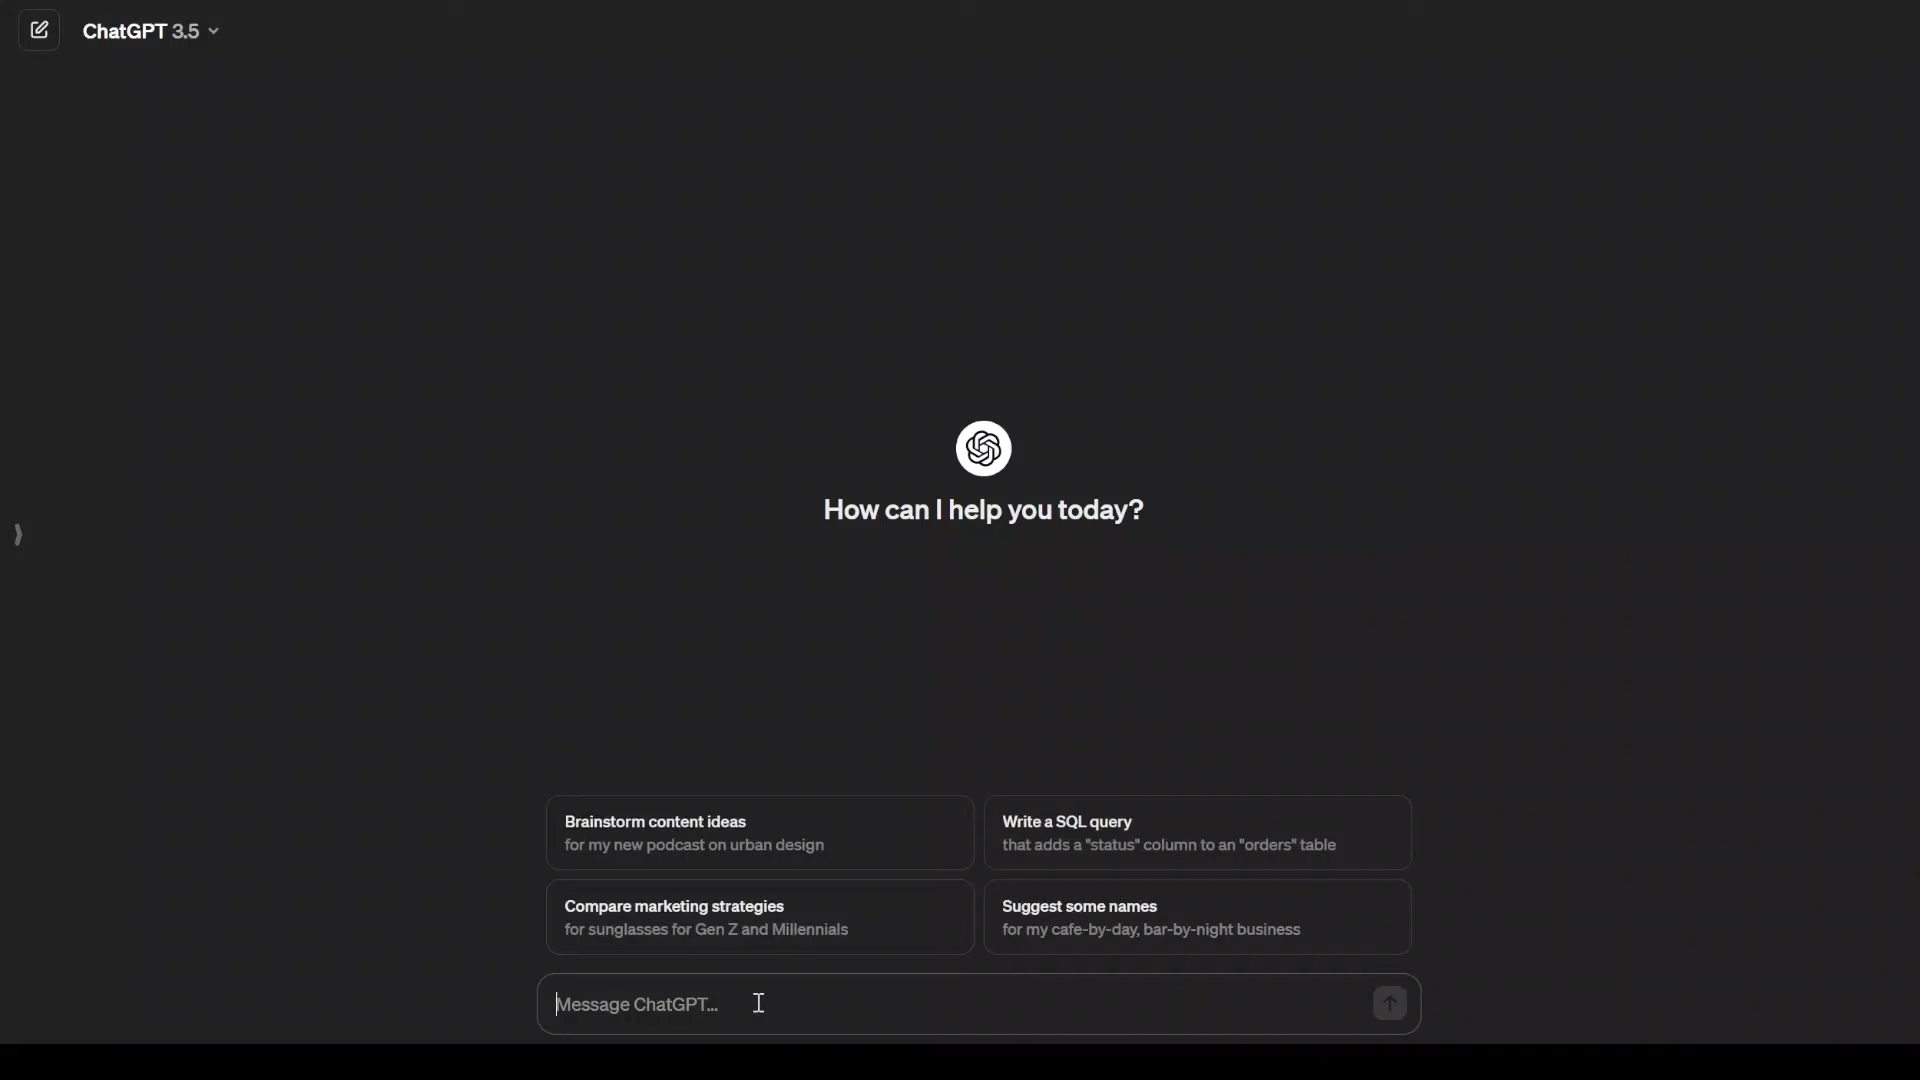 ChatGPT 3.5
How can I help you today?
Brainstorm content ideas
for my new podcast on urban design
Write a SQL query
that adds a "status" column to an "orders" table
Compare marketing strategies
for sunglasses for Gen Z and Millennials
Suggest some names
for my cafe-by-day, bar-by-night business
Message ChatGPT...